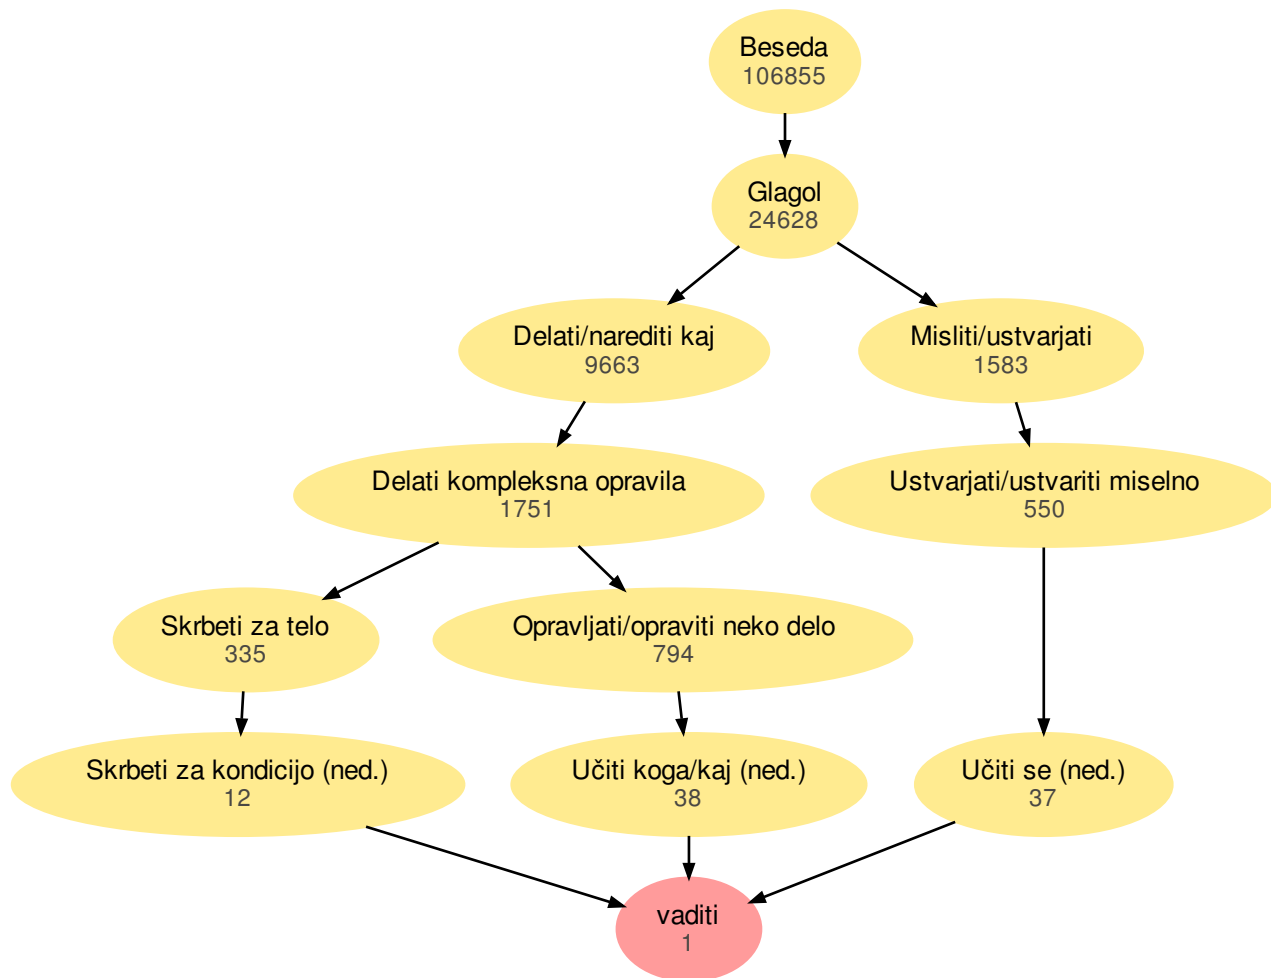 Beseda
106855
Glagol
24628
Delati/narediti kaj
9663
Misliti/ustvarjati
1583
Delati kompleksna opravila
1751
Ustvarjati/ustvariti miselno
550
Skrbeti za telo
335
Opravljati/opraviti neko delo
794
Skrbeti za kondicijo (ned.)
12
Učiti koga/kaj (ned.)
38
Učiti se (ned.)
37
vaditi
1